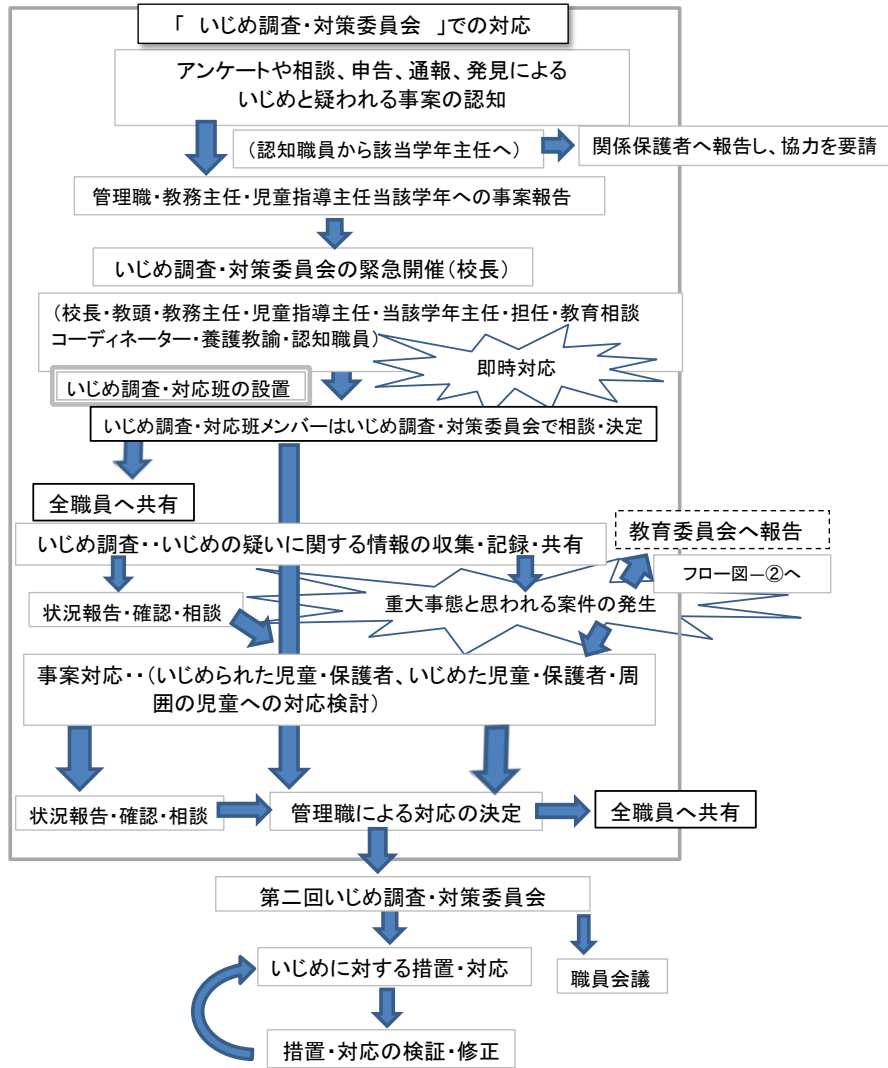 「 いじめ調査・対策委員会 」での対応
アンケートや相談、申告、通報、発見による
いじめと疑われる事案の認知
(認知職員から該当学年主任へ)
関係保護者へ報告し、協力を要請
管理職・教務主任・児童指導主任当該学年への事案報告
いじめ調査・対策委員会の緊急開催(校長)
(校長・教頭・教務主任・児童指導主任・当該学年主任・担任・教育相談
コーディネーター・養護教諭・認知職員)
即時対応
いじめ調査・対応班の設置
いじめ調査・対応班メンバーはいじめ調査・対策委員会で相談・決定
全職員へ共有
教育委員会へ報告
いじめ調査・・いじめの疑いに関する情報の収集・記録・共有
フロー図―②へ
状況報告・確認・相談
重大事態と思われる案件の発生
事案対応・・(いじめられた児童・保護者、いじめた児童・保護者・周
囲の児童への対応検討)
状況報告・確認・相談
管理職による対応の決定
全職員へ共有
第二回いじめ調査・対策委員会
いじめに対する措置・対応
職員会議
措置・対応の検証・修正